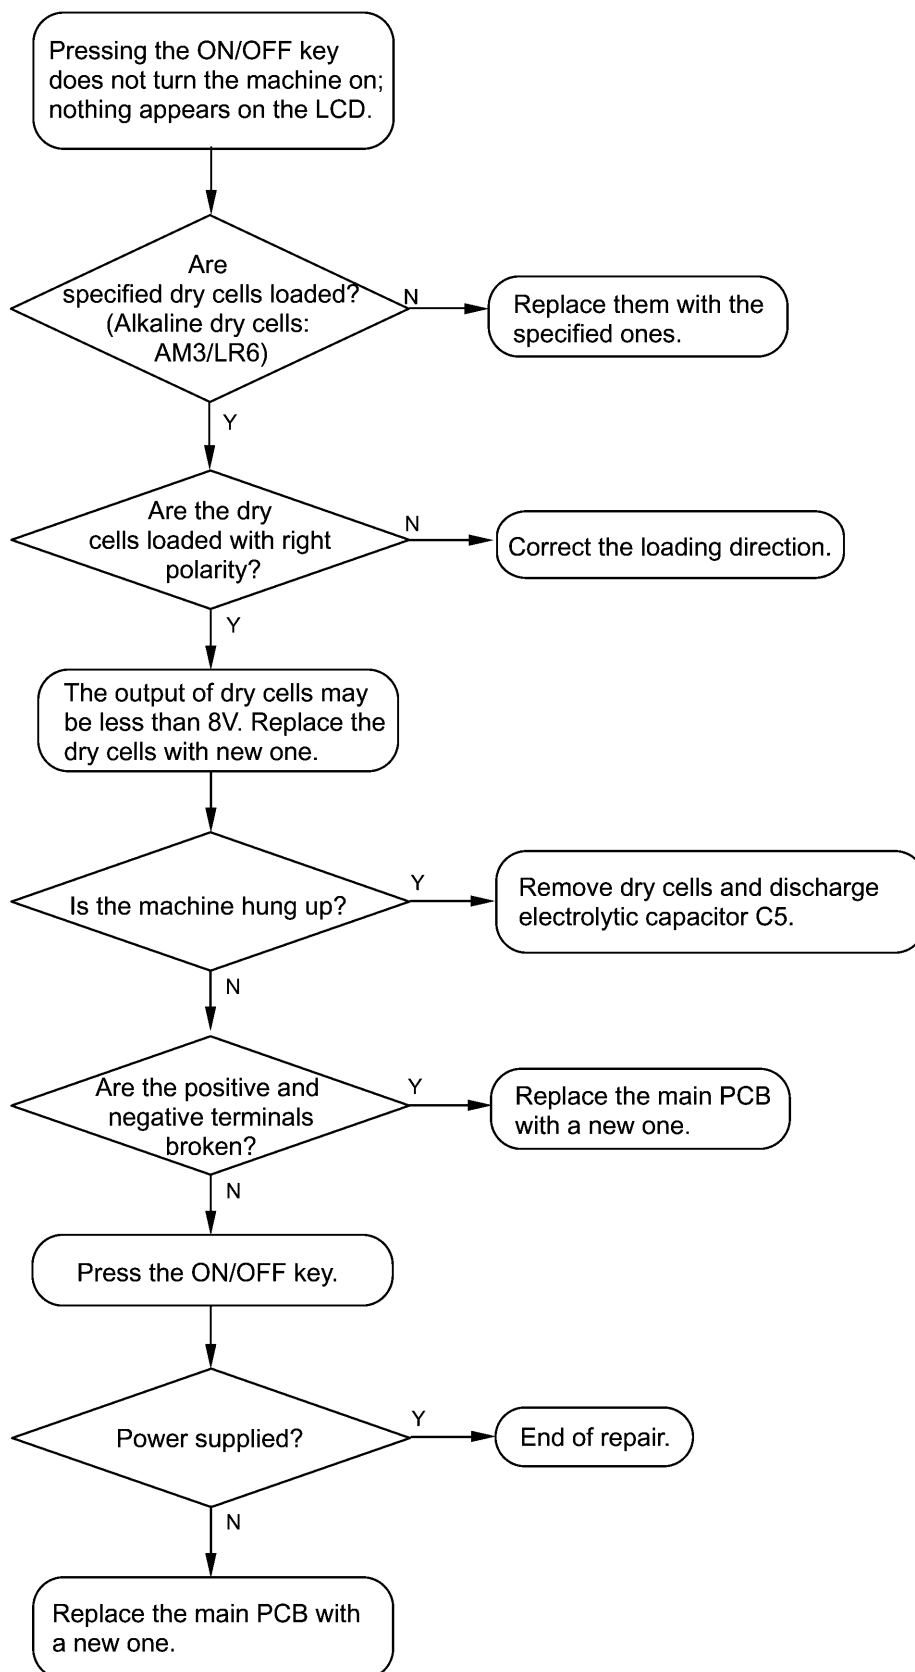 Pressing the ON/OFF key
does not turn the machine on;
nothing appears on the LCD.
Are
specified dry cells loaded?
(Alkaline dry cells:
AM3/LR6)
N
Replace them with the
specified ones.
Y
Are the dry
cells loaded with right
polarity?
N
Correct the loading direction.
Y
The output of dry cells may
be less than 8V. Replace the
dry cells with new one.
Is the machine hung up?
Y
Remove dry cells and discharge
electrolytic capacitor C5.
N
Are the positive and
negative terminals
broken?
Y
Replace the main PCB
with a new one.
N
Press the ON/OFF key.
Power supplied?
Y
End of repair.
N
Replace the main PCB with
a new one.